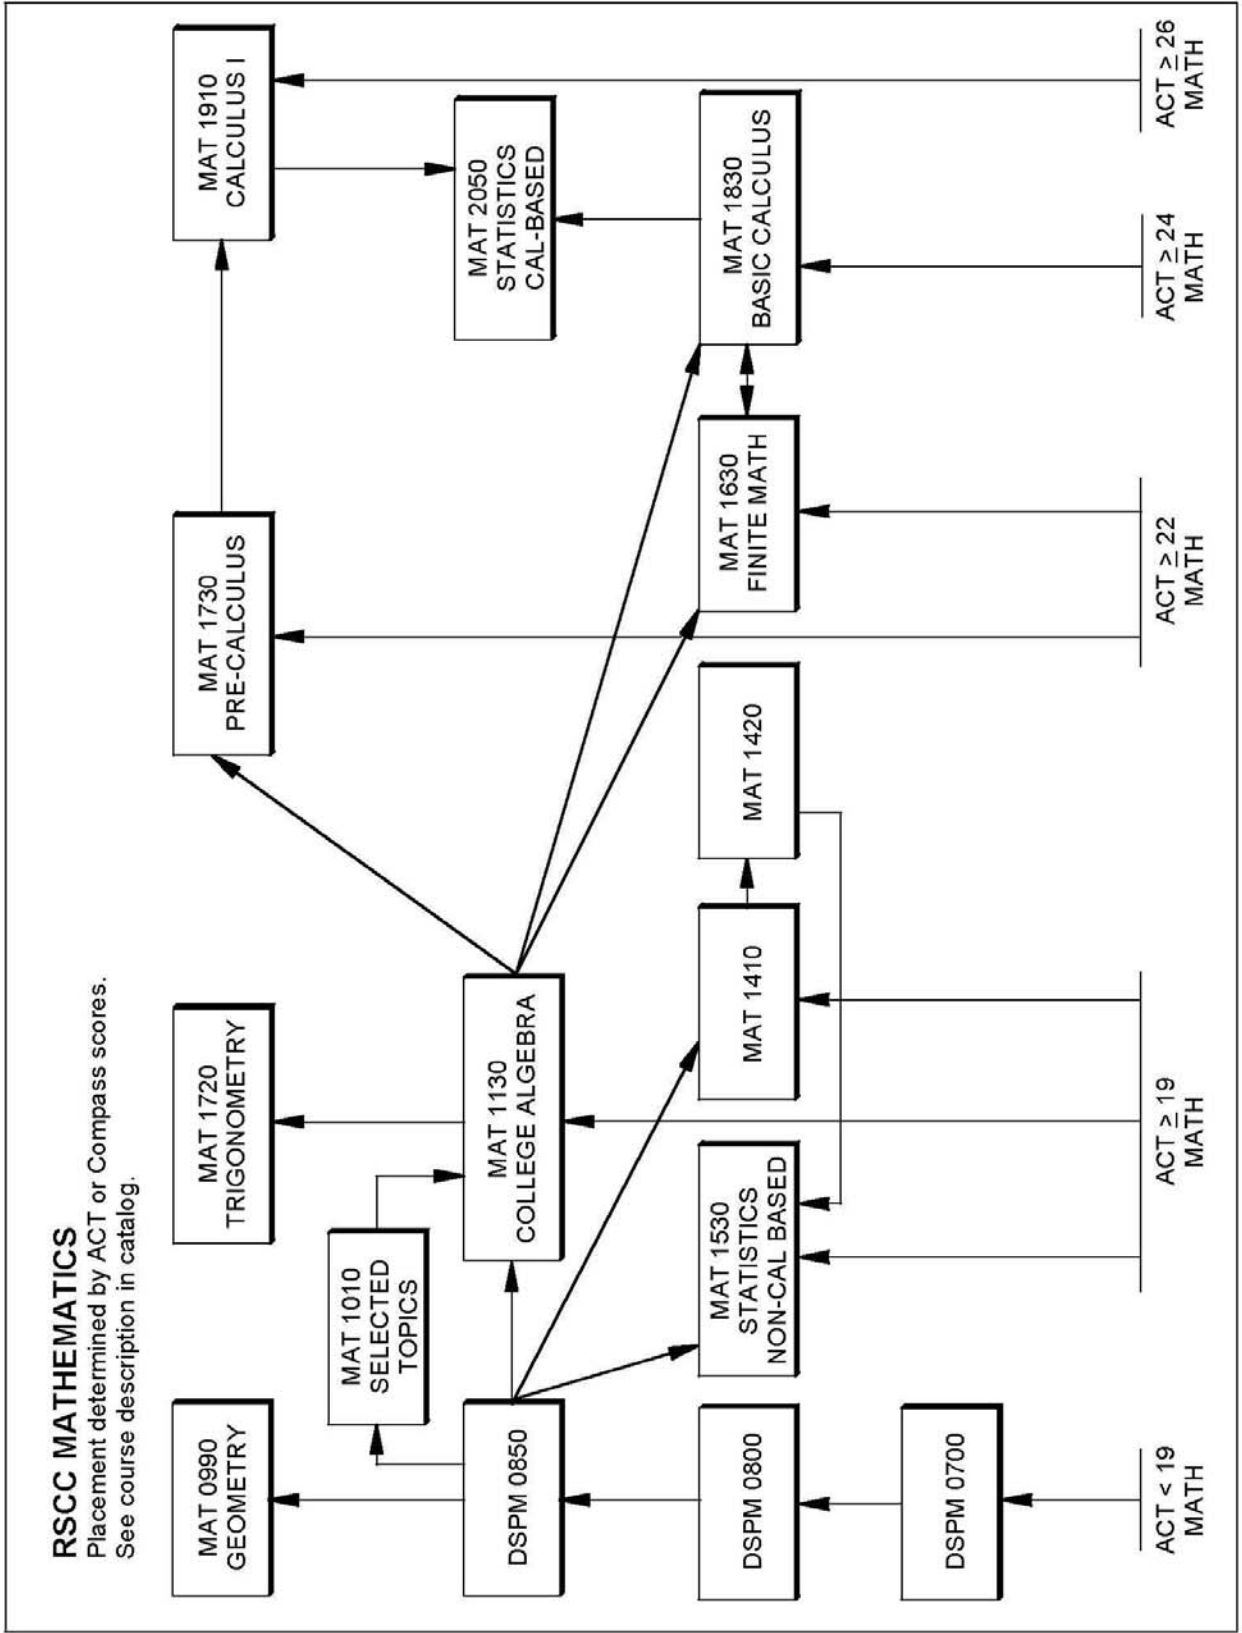 RSCC MATHEMATICS
Placement determined by ACT or Compass scores.
See course description in catalog.
MAT 0990
GEOMETRY
MAT 1720
TRIGONOMETRY
MAT 1730
PRE-CALCULUS
MAT 1910
CALCULUS I
MAT 1010
SELECTED
TOPICS
DSPM 0850
MAT 1130
COLLEGE ALGEBRA
MAT 2050
STATISTICS
CAL-BASED
DSPM 0800
MAT 1530
STATISTICS
NON-CAL BASED
MAT 1410
MAT 1420
MAT 1630
FINITE MATH
MAT 1830
BASIC CALCULUS
DSPM 0700
ACT < 19
MATH
ACT ≥ 19
MATH
ACT ≥ 22
MATH
ACT ≥ 24
MATH
ACT ≥ 26
MATH